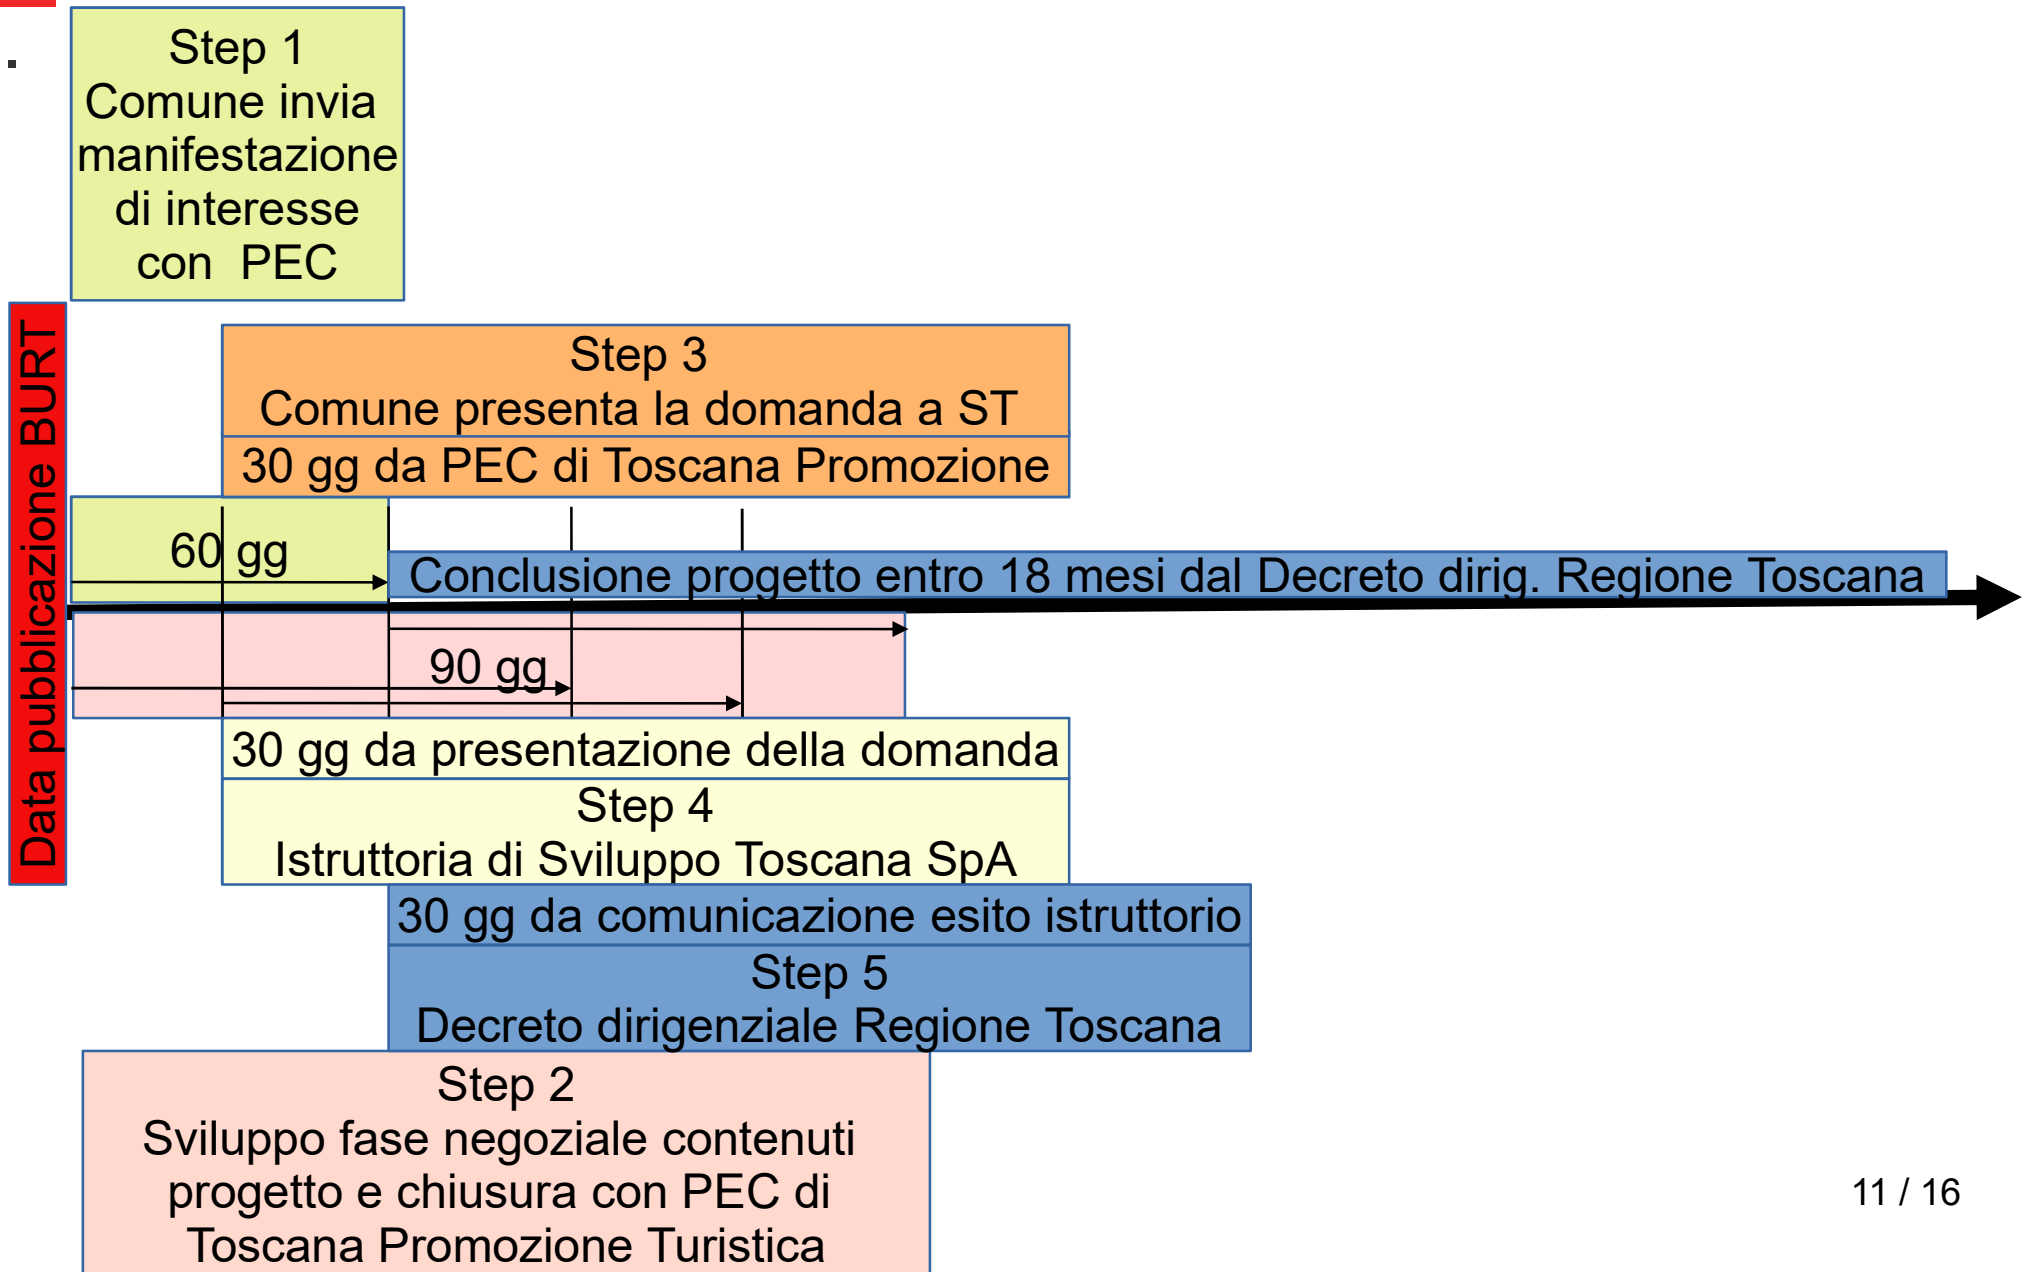 Step 1
Comune invia
manifestazione
di interesse
con PEC
Data pubblicazione BURT
Step 3
Comune presenta la domanda a ST
30 gg da PEC di Toscana Promozione
60 gg
Conclusione progetto entro 18 mesi dal Decreto dirig. Regione Toscana
90 gg
30 gg da presentazione della domanda
Step 4
Istruttoria di Sviluppo Toscana SpA
30 gg da comunicazione esito istruttorio
Step 5
Decreto dirigenziale Regione Toscana
Step 2
Sviluppo fase negoziale contenuti
progetto e chiusura con PEC di
Toscana Promozione Turistica
11 / 16